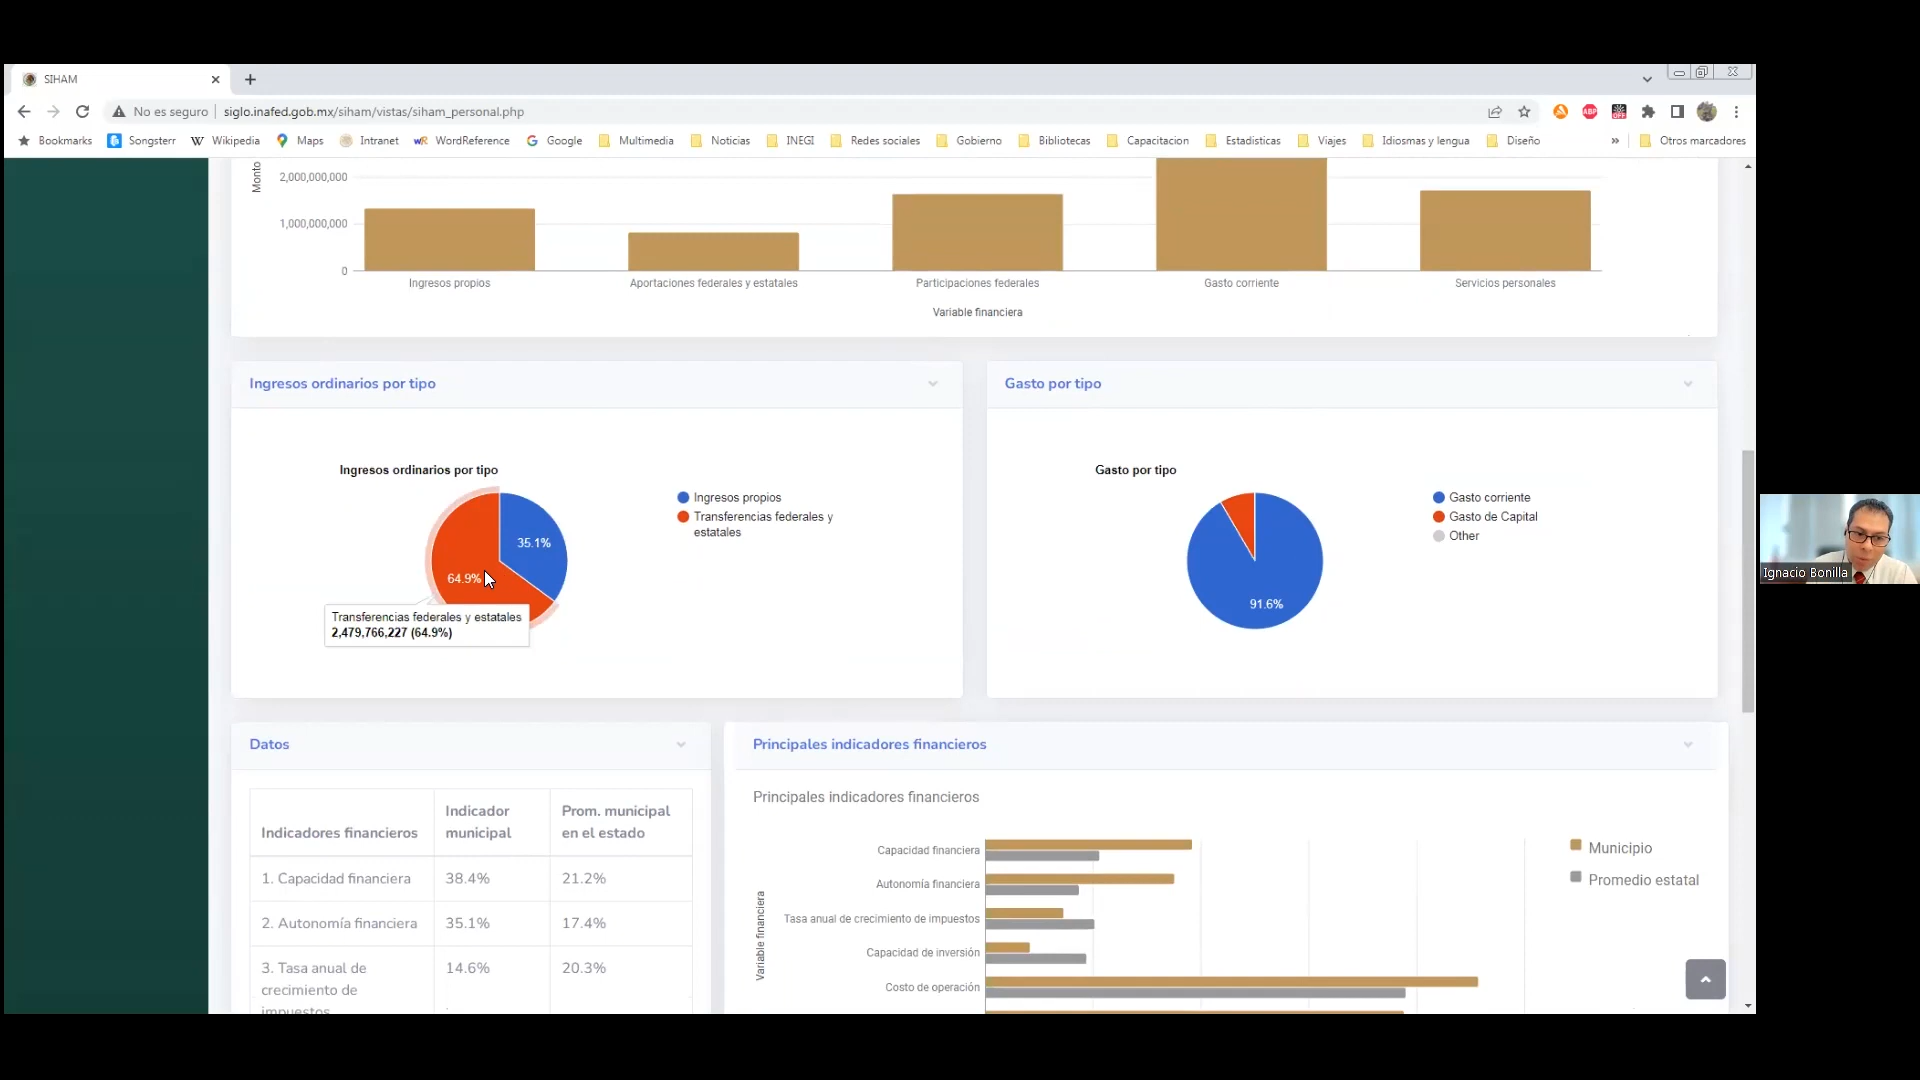 SIHAM
No es seguro siglo.inafed.gob.mx/siham/vistas/siham_personal.php
Bookmarks Songsterr Wikipedia Maps Intranet WordReference Google Multimedia Noticias INEGI Redes sociales Gobierno Bibliotecas Capacitacion Estadisticas Viajes Idiosmas y lengua Diseño » Otros marcadores
Monto
2,000,000,000
1,000,000,000
0
Ingresos propios Aportaciones federales y estatales Participaciones federales Gasto corriente Servicios personales
Variable financiera
Ingresos ordinarios por tipo
Ingresos ordinarios por tipo
Ingresos propios
Transferencias federales y
estatales
35.1%
64.9%
Transferencias federales y estatales
2,479,766,227 (64.9%)
Gasto por tipo
Gasto por tipo
Gasto corriente
Gasto de Capital
Other
91.6%
Ignacio Bonilla
Datos
Indicadores financieros
Indicador
municipal
Prom. municipal
en el estado
1. Capacidad financiera 38.4% 21.2%
2. Autonomía financiera 35.1% 17.4%
3. Tasa anual de 14.6% 20.3%
crecimiento de
impuestos
Principales indicadores financieros
Principales indicadores financieros
Variable financiera
Capacidad financiera
Autonomía financiera
Tasa anual de crecimiento de impuestos
Capacidad de inversión
Costo de operación
Municipio
Promedio estatal